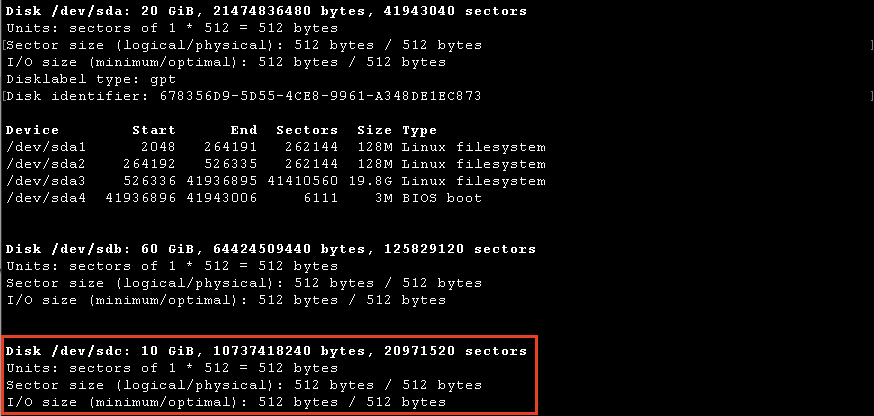 Disk /dev/sda: 20 GiB, 21474836480 bytes, 41943040 sectors
Units: sectors of 1 * 512 = 512 bytes
[Sector size (logical/physical): 512 bytes / 512 bytes ]
I/O size (minimum/optimal): 512 bytes / 512 bytes
Disklabel type: gpt
[Disk identifier: 678356D9-5D55-4CE8-9961-A348DE1EC873 ]
Device Start End Sectors Size Type
/dev/sda1 2048 264191 262144 128M Linux filesystem
/dev/sda2 264192 526335 262144 128M Linux filesystem
/dev/sda3 526336 41936895 41410560 19.8G Linux filesystem
/dev/sda4 41936896 41943006 6111 3M BIOS boot
Disk /dev/sdb: 60 GiB, 64424509440 bytes, 125829120 sectors
Units: sectors of 1 * 512 = 512 bytes
Sector size (logical/physical): 512 bytes / 512 bytes
I/O size (minimum/optimal): 512 bytes / 512 bytes
Disk /dev/sdc: 10 GiB, 10737418240 bytes, 20971520 sectors
Units: sectors of 1 * 512 = 512 bytes
Sector size (logical/physical): 512 bytes / 512 bytes
I/O size (minimum/optimal): 512 bytes / 512 bytes